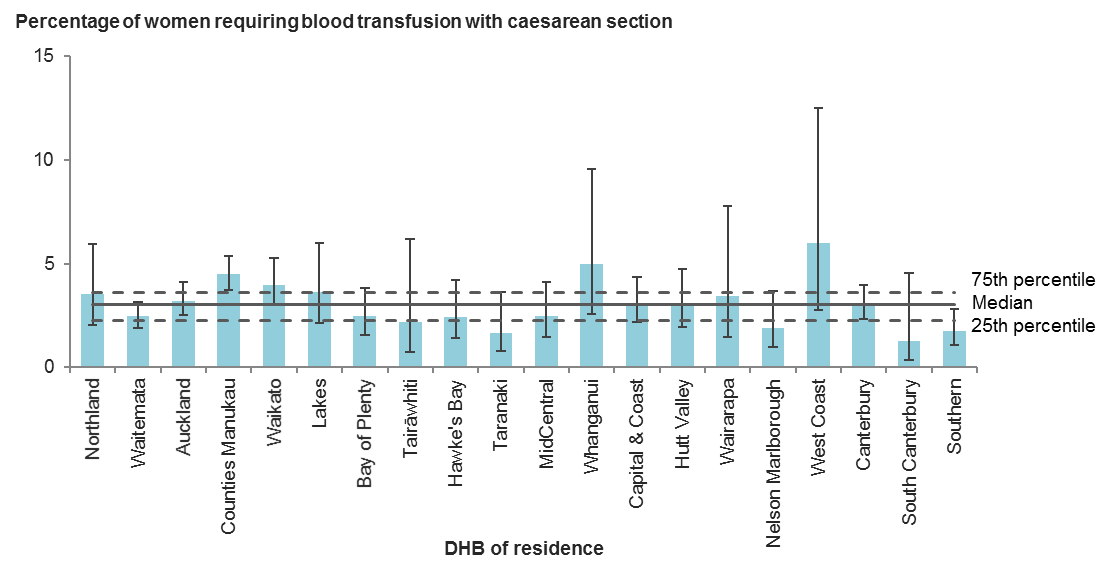 Percentage of women requiring blood transfusion with caesarean section
15
10
5
0
75th percentile
Median
25th percentile
Northland
Waitemata
Auckland
Counties Manukau
Waikato
Lakes
Bay of Plenty
Tairāwhiti
Hawke's Bay
Taranaki
MidCentral
Whanganui
Capital & Coast
Hutt Valley
Wairarapa
Nelson Marlborough
West Coast
Canterbury
South Canterbury
Southern
DHB of residence